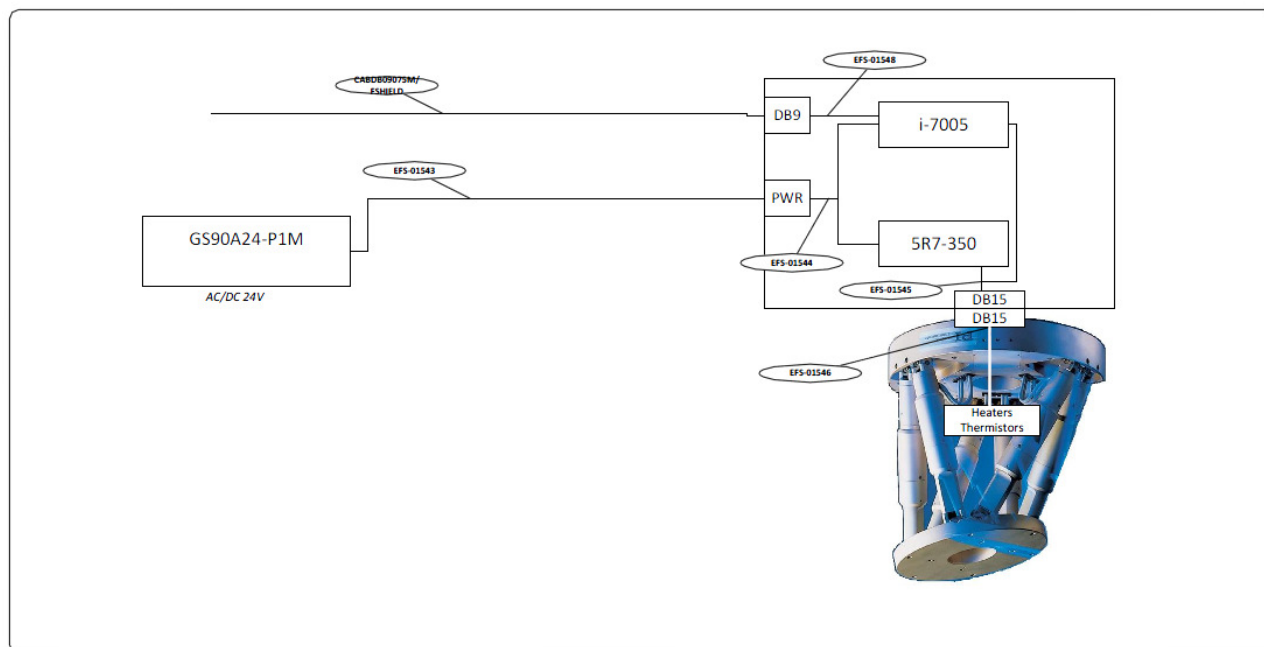 CABDB09075M/
FSHIELD
EFS-01548
DB9
i-7005
EFS-01543
PWR
GS90A24-P1M
5R7-350
EFS-01544
AC/DC 24V
EFS-01545
DB15
DB15
EFS-01546
Heaters
Thermistors